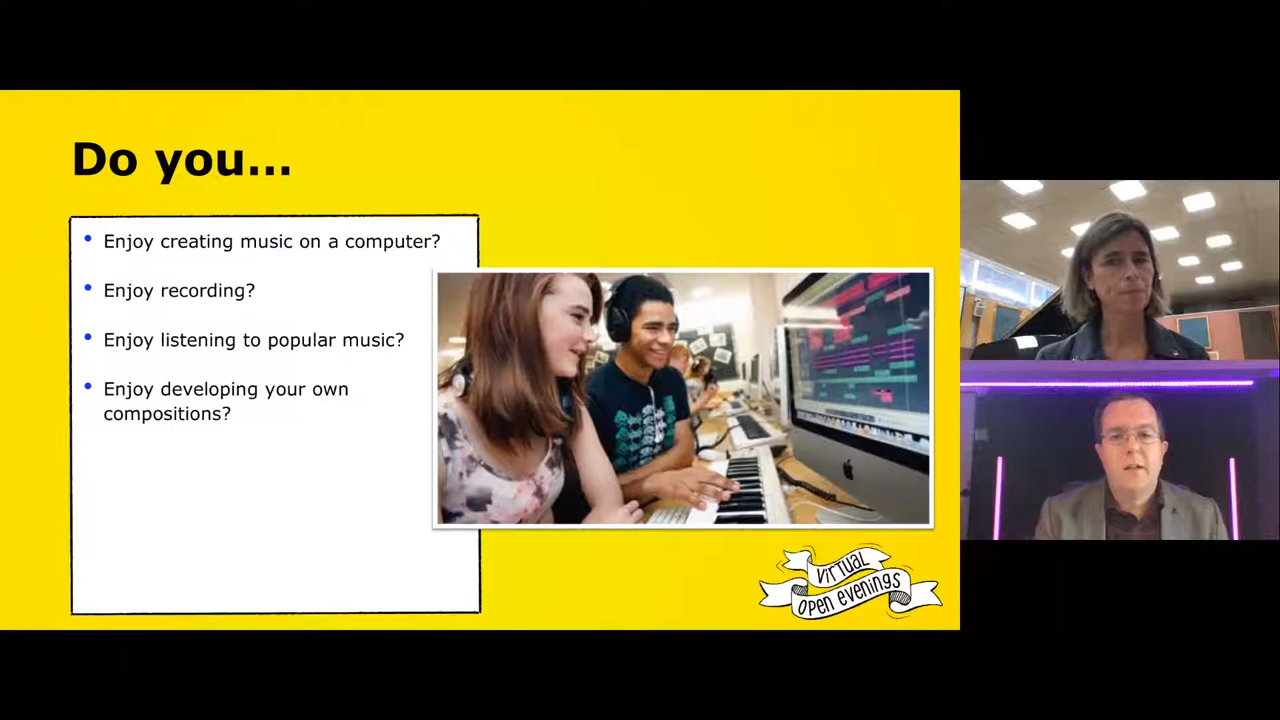 Do you...
Enjoy creating music on a computer?
Enjoy recording?
Enjoy listening to popular music?
Enjoy developing your own
compositions?
VIRTUAL
OPEN EVENINGS